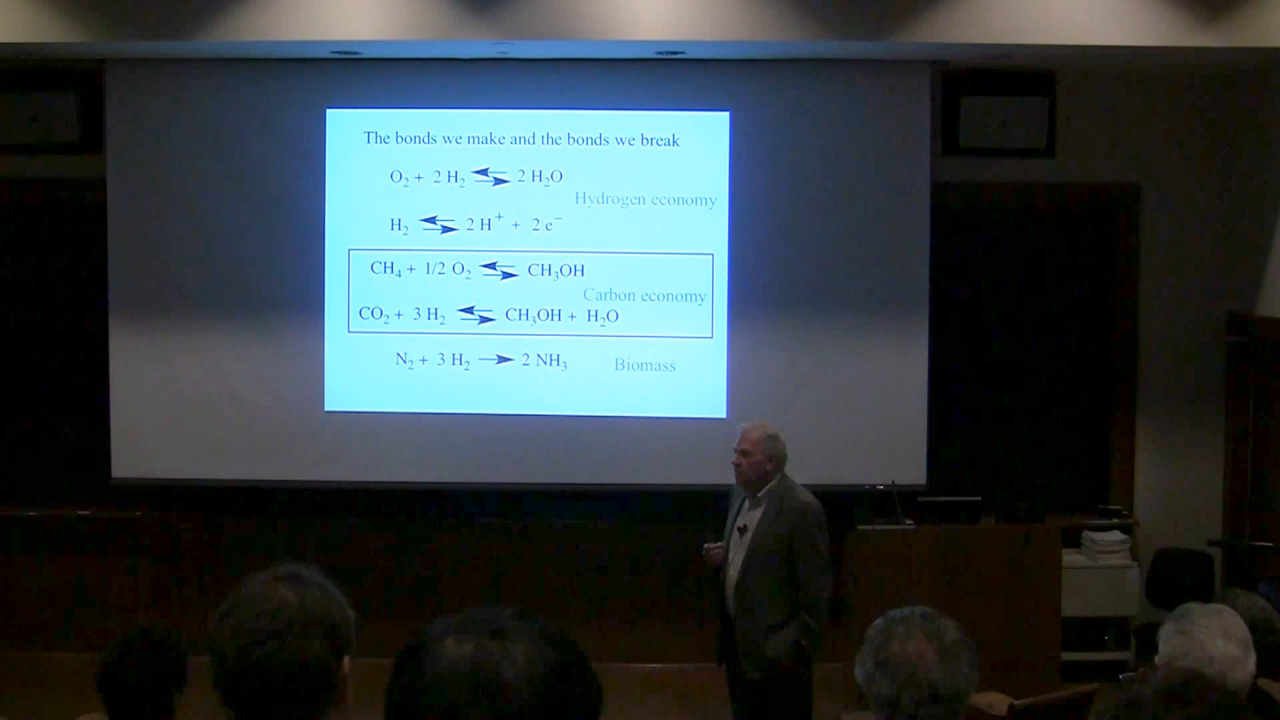 The bonds we make and the bonds we break
O₂ + 2 H₂ ⇌ 2 H₂O
Hydrogen economy
H₂ ⇌ 2 H⁺ + 2 e⁻
CH₄ + 1/2 O₂ ⇌ CH₃OH
Carbon economy
CO₂ + 3 H₂ ⇌ CH₃OH + H₂O
N₂ + 3 H₂ → 2 NH₃
Biomass